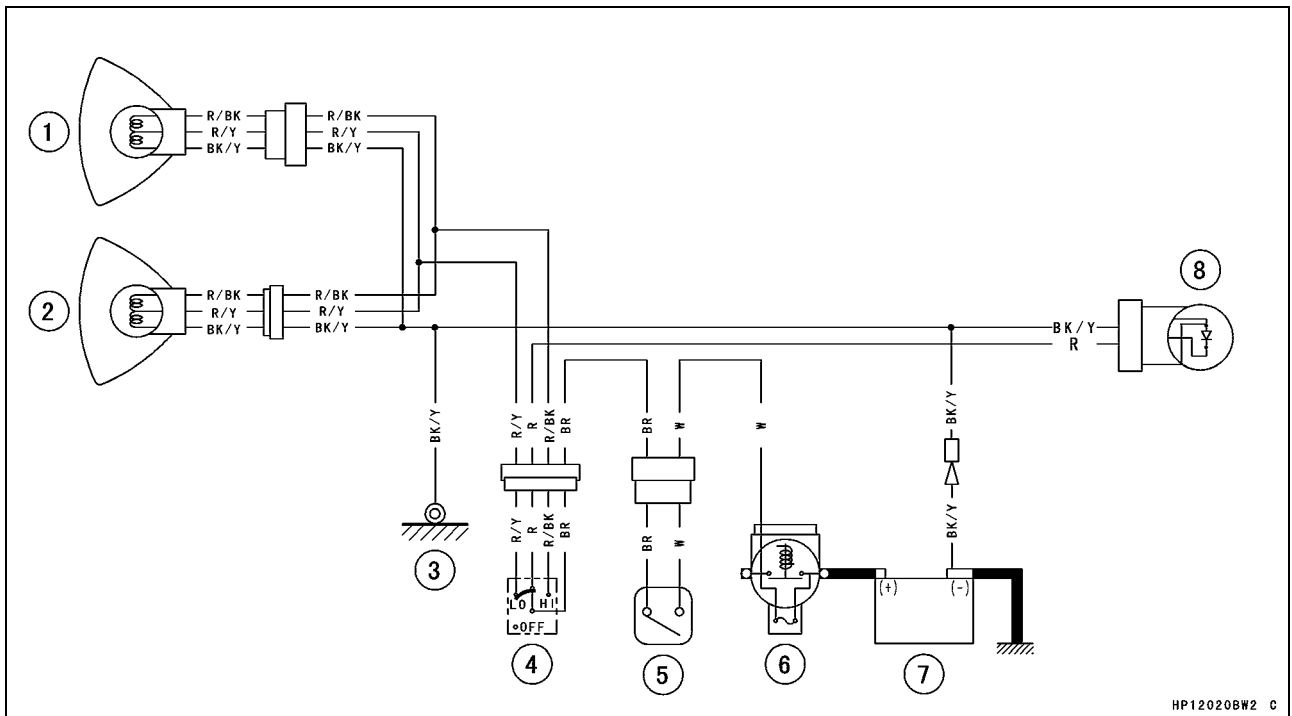 1
R/BK R/BK
R/Y R/Y
BK/Y BK/Y
2
R/BK R/BK
R/Y R/Y
BK/Y BK/Y
8
BK/Y
R
BK/Y
R/Y R R/BK BR
BR W
W
BK/Y
3
R/Y R R/BK BR
BR W
BK/Y
LO HI
OFF
(+) (-)
4
5
6
7
HP12020BW2 C